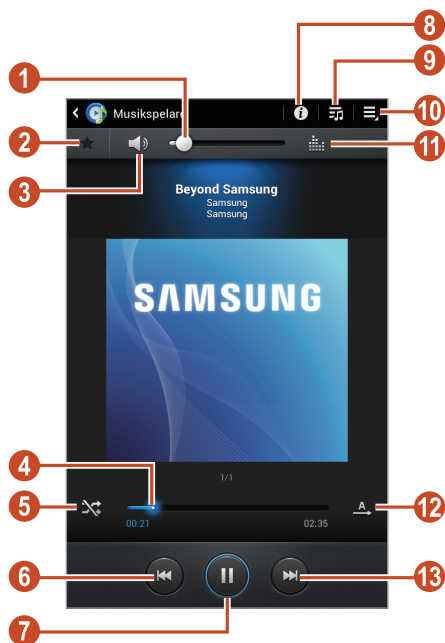 8
9
1
Musikspelare
10
2
11
3
Beyond Samsung
Samsung
Samsung
SAMSUNG
4
1/1
5
A
12
00:21
02:35
6
13
7